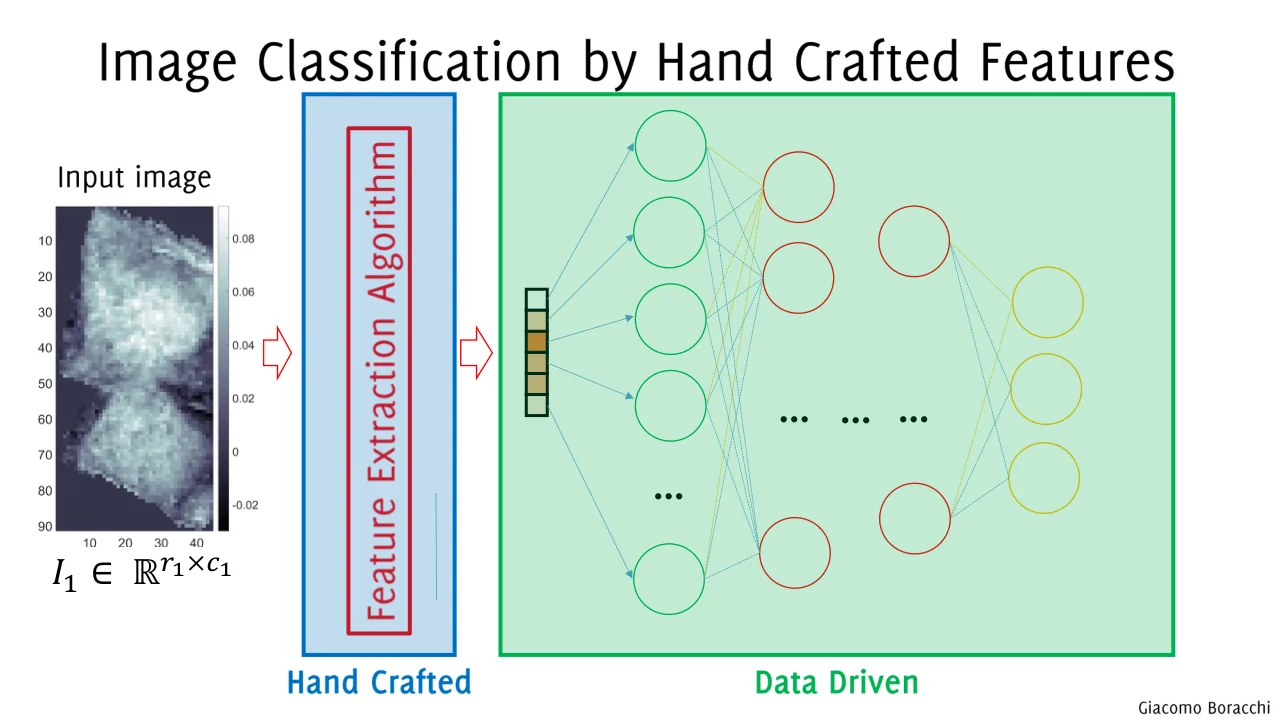 Image Classification by Hand Crafted Features
Input image
10
20
30
40
50
60
70
80
90
10 20 30 40
0.08
0.06
0.04
0.02
0
-0.02
I₁ ∈ ℝ^{r₁×c₁}
Feature Extraction Algorithm
...
... ... ...
Hand Crafted
Data Driven
Giacomo Boracchi